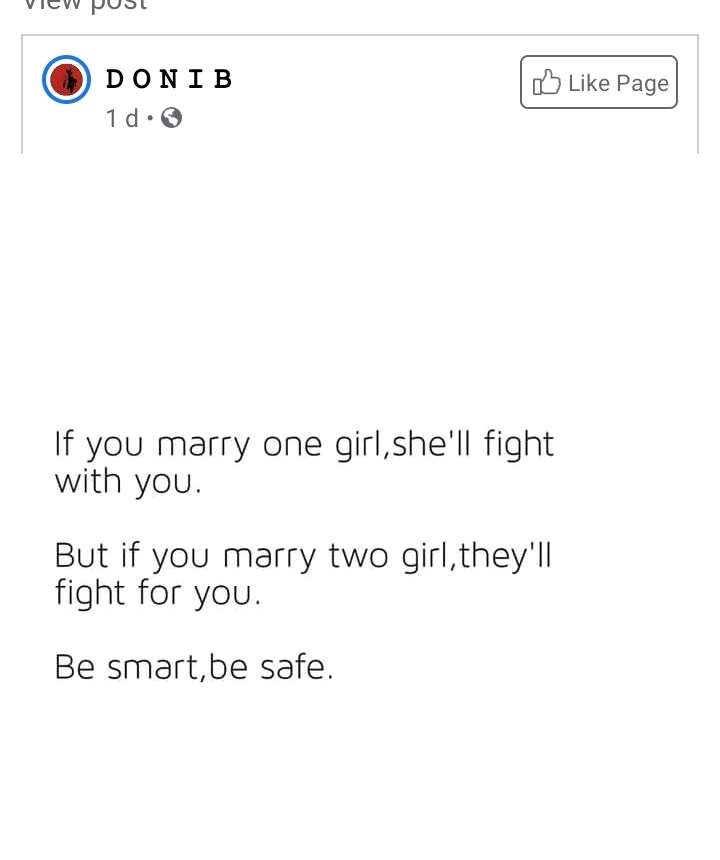 View post
D O N I B
Like Page
1 d •
If you marry one girl,she'll fight
with you.
But if you marry two girl,they'll
fight for you.
Be smart,be safe.